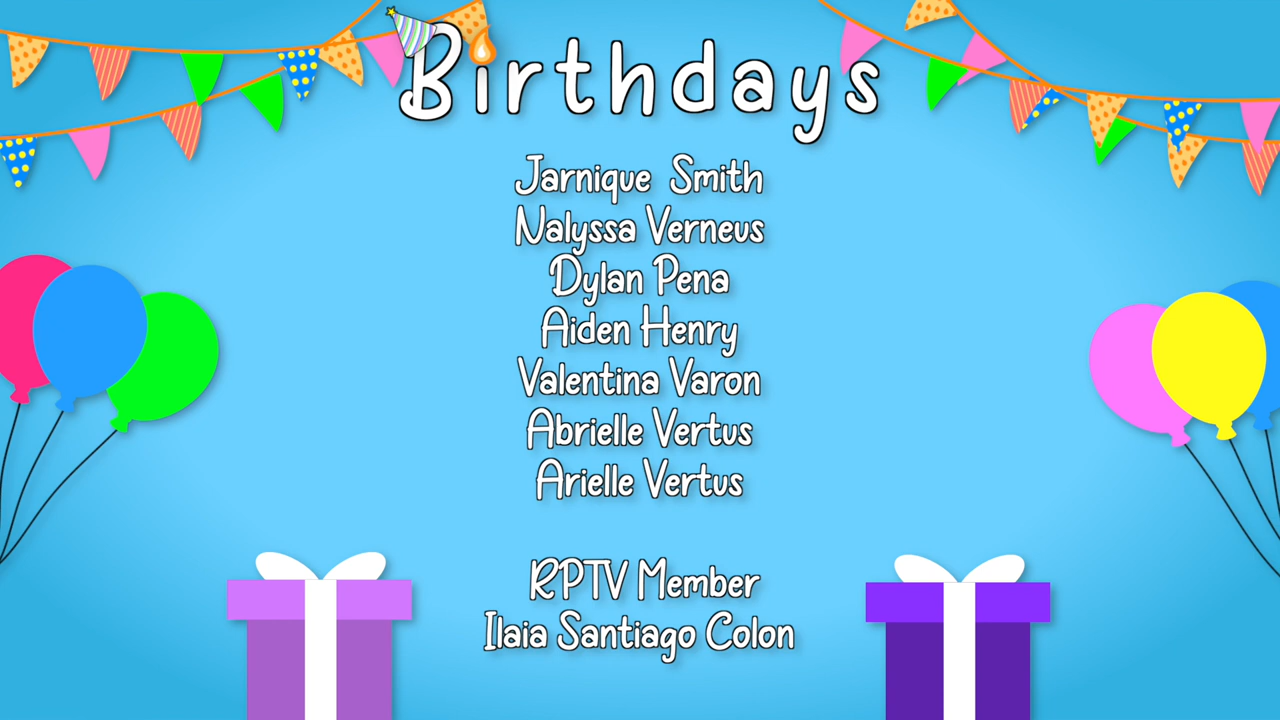 Birthdays
Jarnique Smith
Nalyssa Verneus
Dylan Pena
Aiden Henry
Valentina Varon
Abrielle Vertus
Arielle Vertus
RPTV Member
Ilaia Santiago Colon